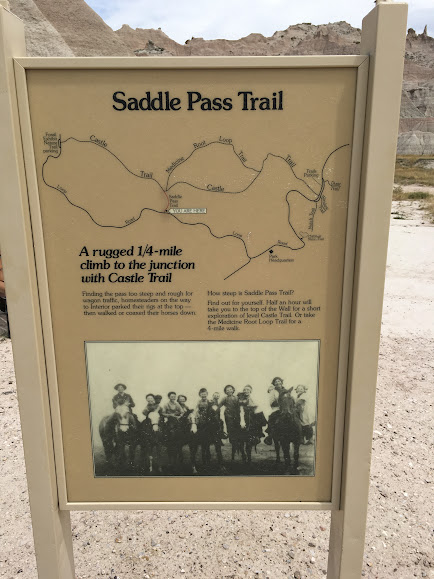 Saddle Pass Trail
Castle
Trail
Medicine
Root
Loop
Trail
Trail
Castle
Saddle
Pass
Trail
YOU ARE HERE
Loop
Road
Loop
Road
Park
Headquarters
A rugged 1/4-mile
climb to the junction
with Castle Trail
Finding the pass too steep and rough for
wagon traffic, homesteaders on the way
to Interior parked their rigs at the top —
then walked or coaxed their horses down.
How steep is Saddle Pass Trail?
Find out for yourself. Half an hour will
take you to the top of the Wall for a short
exploration of level Castle Trail. Or take
the Medicine Root Loop Trail for a
4-mile walk.